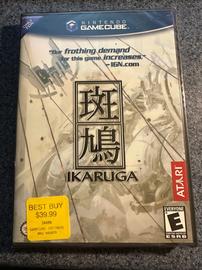 NINTENDO
GAMECUBE
"Our frothing demand
for this game increases."
-IGN.com
斑
鳩
IKARUGA
ATARI
BEST BUY
$39.99
EVERYONE
E
ESRB